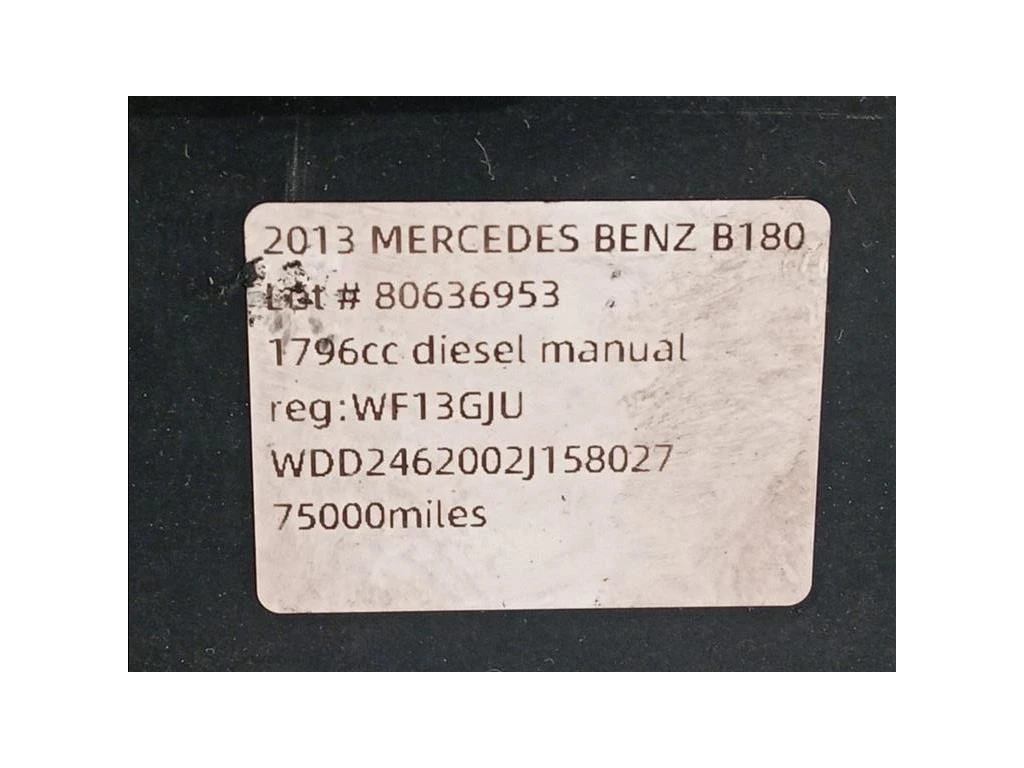 2013 MERCEDES BENZ B180
Lot # 80636953
1796cc diesel manual
reg:WF13GJU
WDD2462002J158027
75000miles